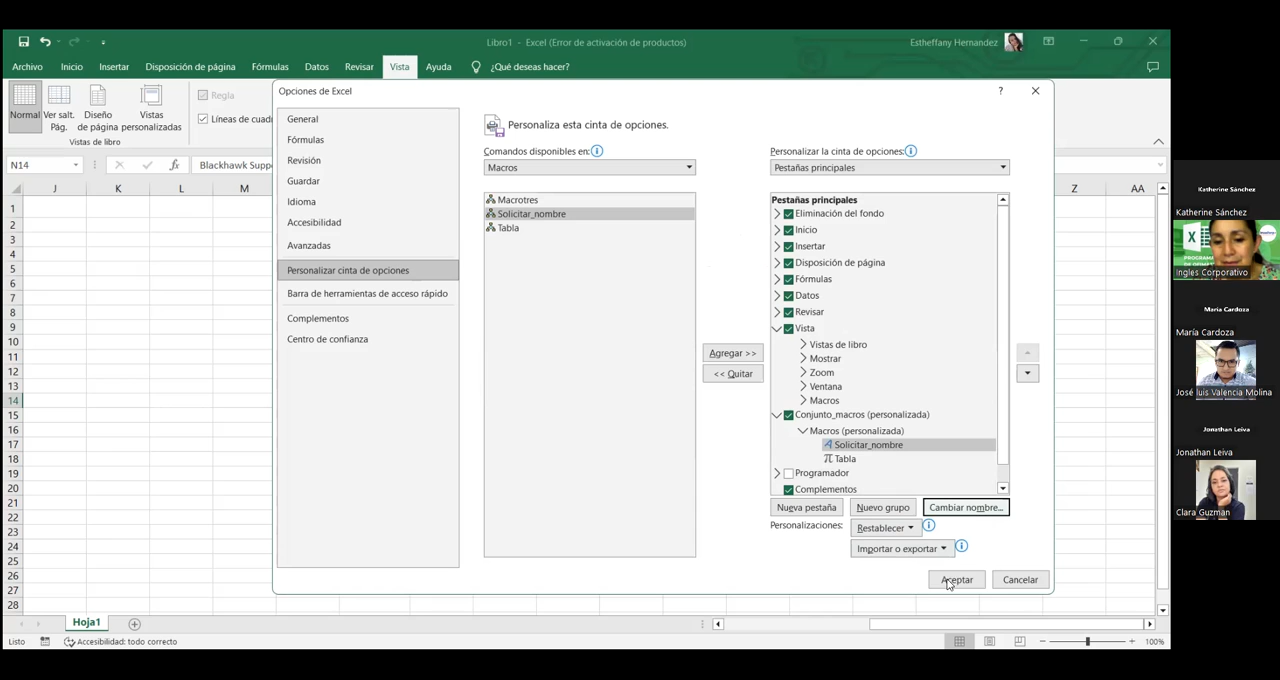 Libro1 - Excel (Error de activación de productos)
Estheffany Hernandez
Archivo Inicio Insertar Disposición de página Fórmulas Datos Revisar Vista Ayuda ¿Qué deseas hacer?
Normal Ver salt. Pág. Diseño de página Vistas personalizadas
Vistas de libro
Regla
Líneas de cuadr
N14 fx Blackhawk Supp
J K L M Z AA
1
2
3
4
5
6
7
8
9
10
11
12
13
14
15
16
17
18
19
20
21
22
23
24
25
26
27
28
Opciones de Excel
?
General
Fórmulas
Revisión
Guardar
Idioma
Accesibilidad
Avanzadas
Personalizar cinta de opciones
Barra de herramientas de acceso rápido
Complementos
Centro de confianza
Personaliza esta cinta de opciones.
Comandos disponibles en:
Macros
Macrotres
Solicitar_nombre
Tabla
Agregar >>
<< Quitar
Personalizar la cinta de opciones:
Pestañas principales
Pestañas principales
Eliminación del fondo
Inicio
Insertar
Disposición de página
Fórmulas
Datos
Revisar
Vista
Vistas de libro
Mostrar
Zoom
Ventana
Macros
Conjunto_macros (personalizada)
Macros (personalizada)
Solicitar_nombre
Tabla
Programador
Complementos
Nueva pestaña Nuevo grupo Cambiar nombre...
Personalizaciones: Restablecer
Importar o exportar
Aceptar Cancelar
Hoja1
Listo Accesibilidad: todo correcto 100%
Katherine Sánchez
Katherine Sánchez
Ingles Corporativo
María Cardoza
María Cardoza
José luis Valencia Molina
Jonathan Leiva
Jonathan Leiva
Clara Guzman